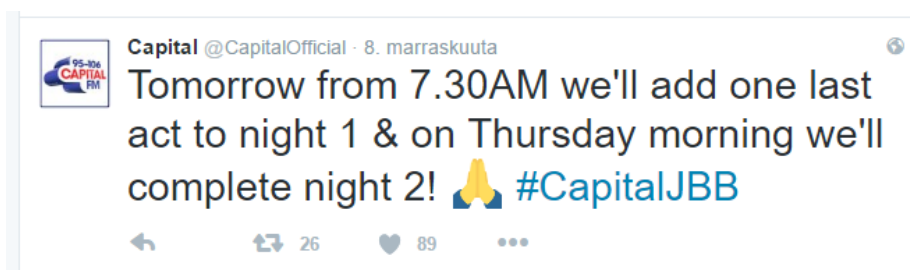 95-106
CAPITAL
FM
Capital @CapitalOfficial · 8. marraskuuta
Tomorrow from 7.30AM we'll add one last
act to night 1 & on Thursday morning we'll
complete night 2! 🙏 #CapitalJBB
26 89